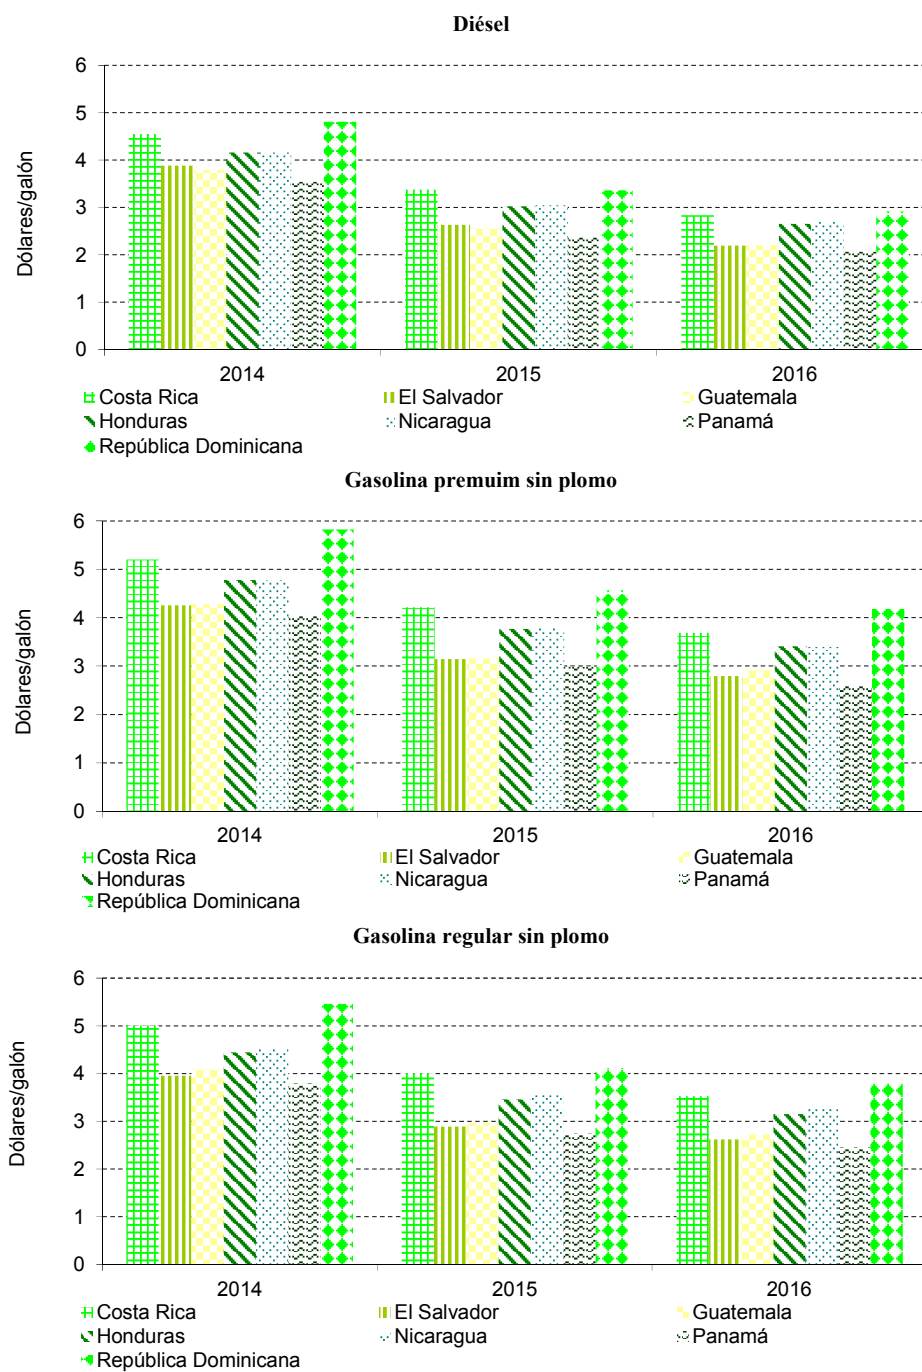 Diésel
6
5
4
3
2
1
0
Dólares/galón
2014 2015 2016
Costa Rica El Salvador Guatemala
Honduras Nicaragua Panamá
República Dominicana
Gasolina premuim sin plomo
6
5
4
3
2
1
0
Dólares/galón
2014 2015 2016
Costa Rica El Salvador Guatemala
Honduras Nicaragua Panamá
República Dominicana
Gasolina regular sin plomo
6
5
4
3
2
1
0
Dólares/galón
2014 2015 2016
Costa Rica El Salvador Guatemala
Honduras Nicaragua Panamá
República Dominicana